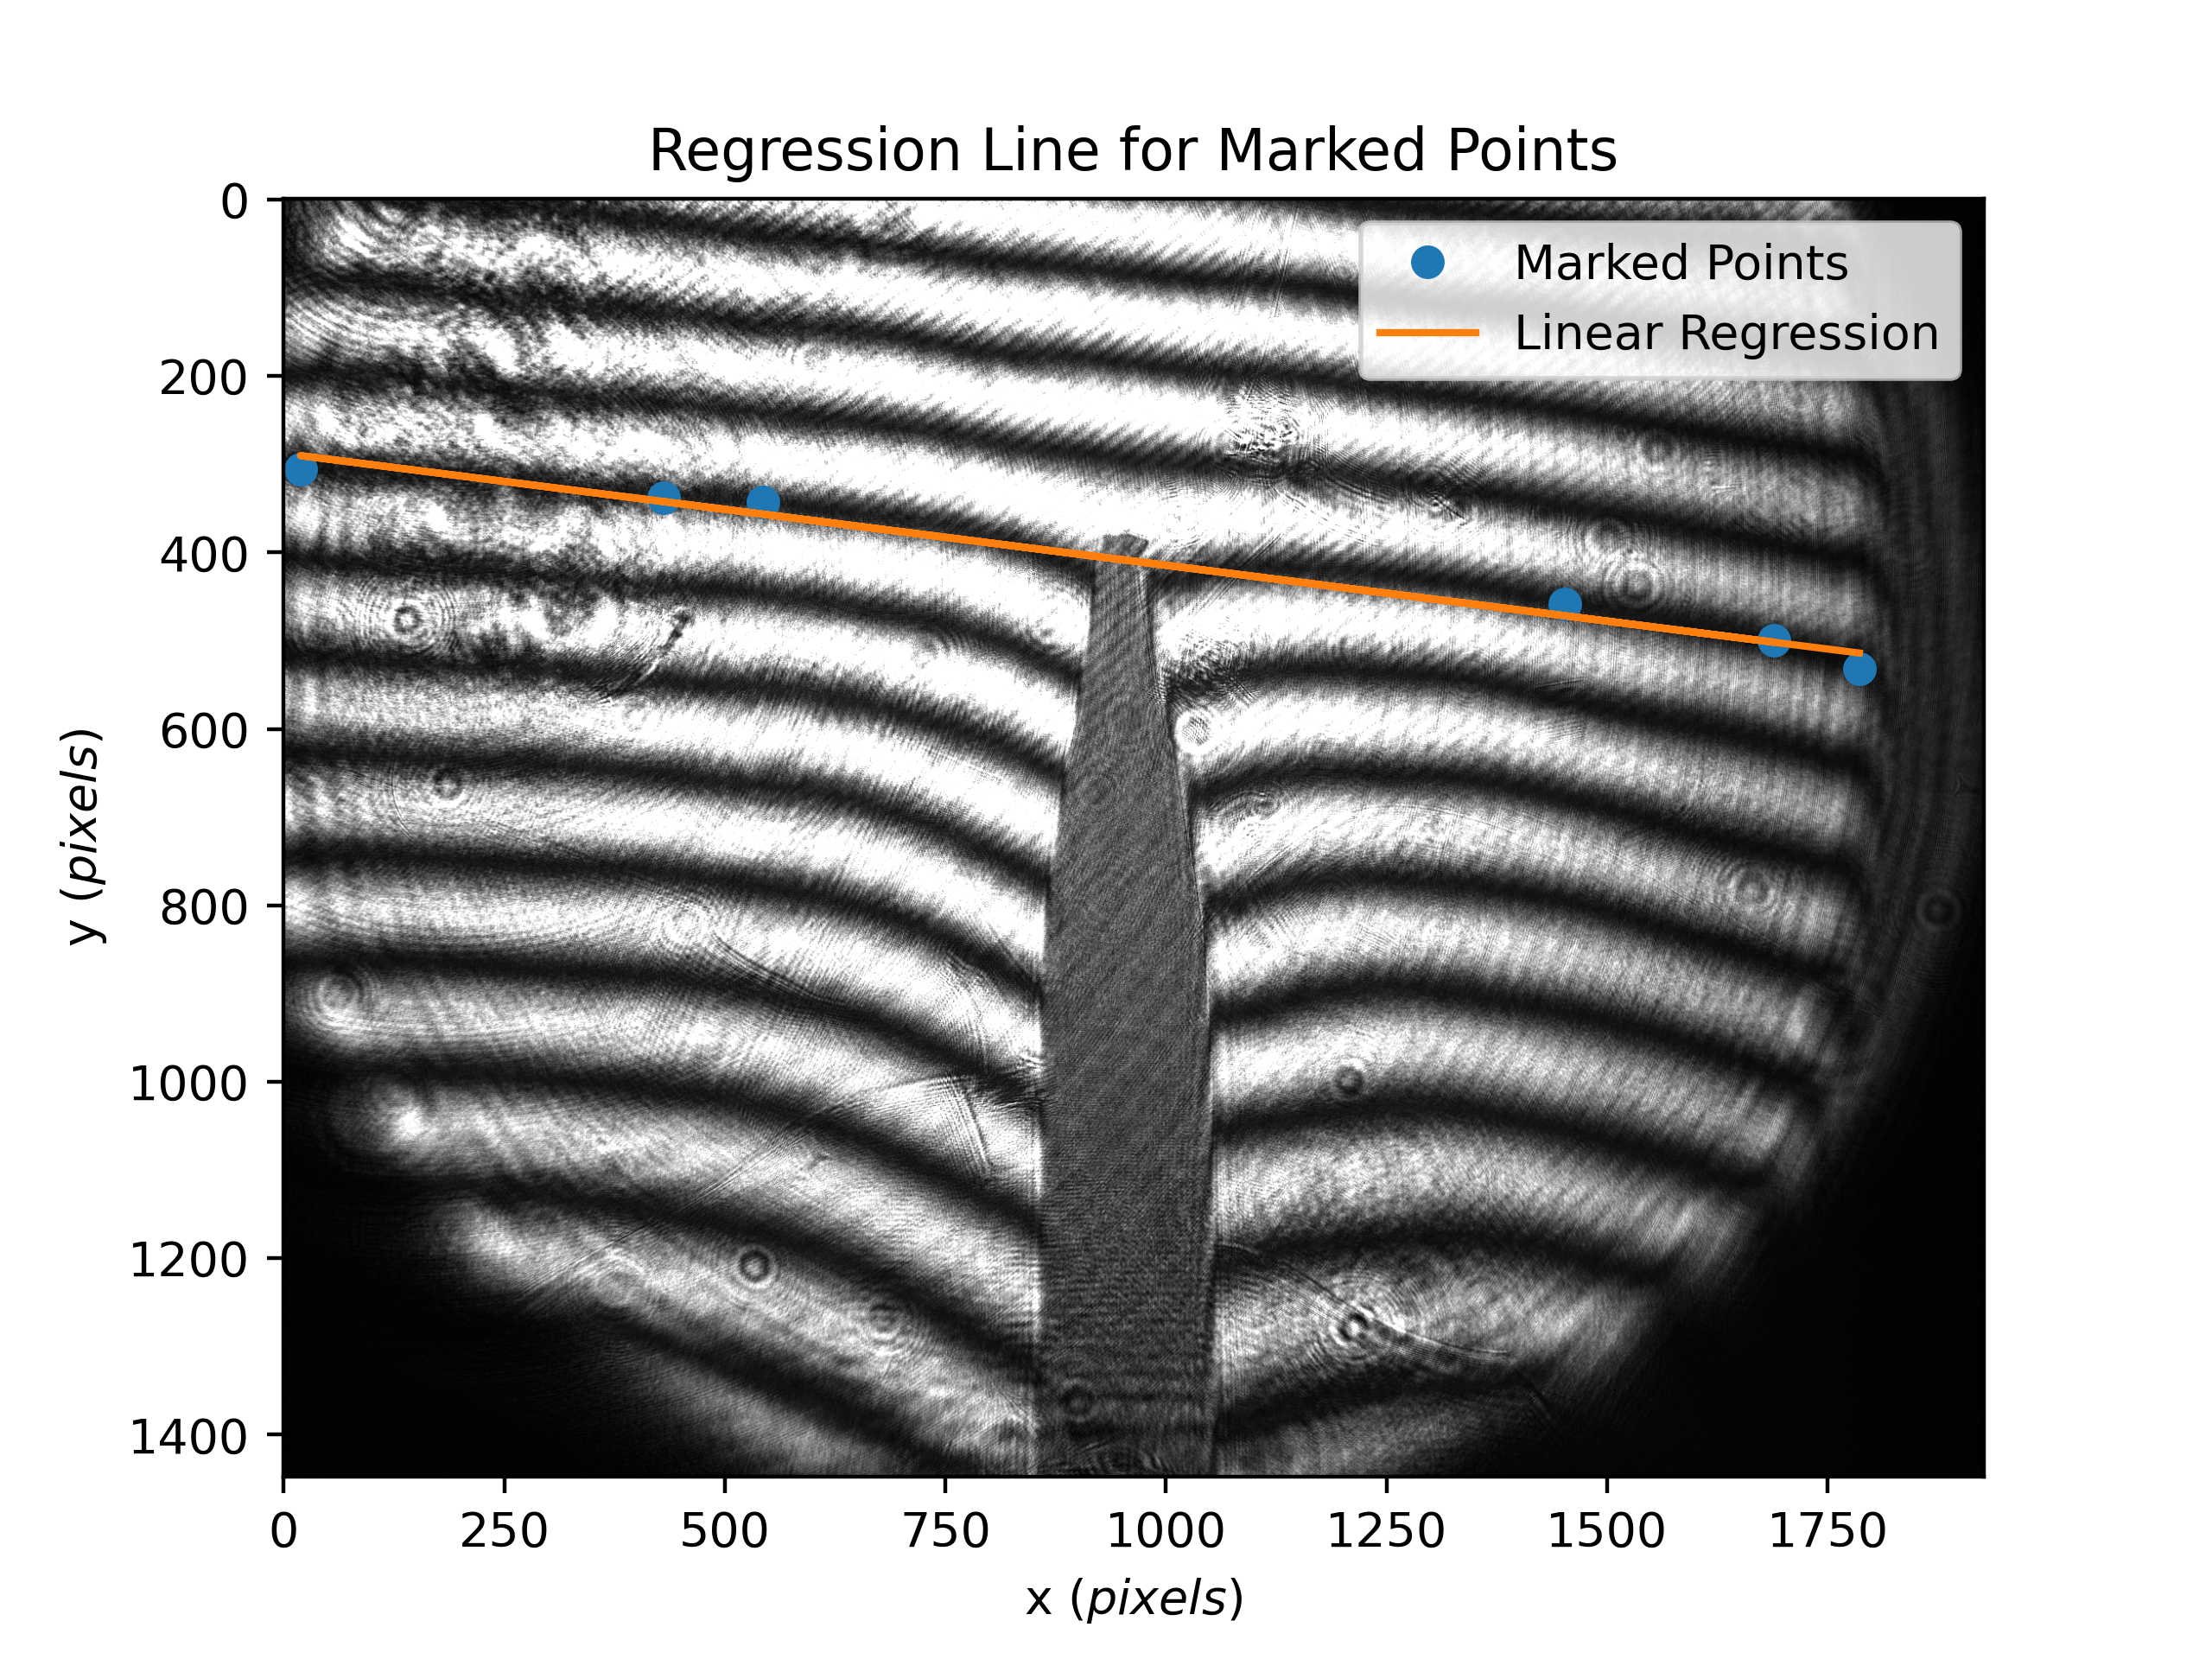 Regression Line for Marked Points
Marked Points
Linear Regression
0
200
400
600
800
1000
1200
1400
y (pixels)
0 250 500 750 1000 1250 1500 1750
x (pixels)